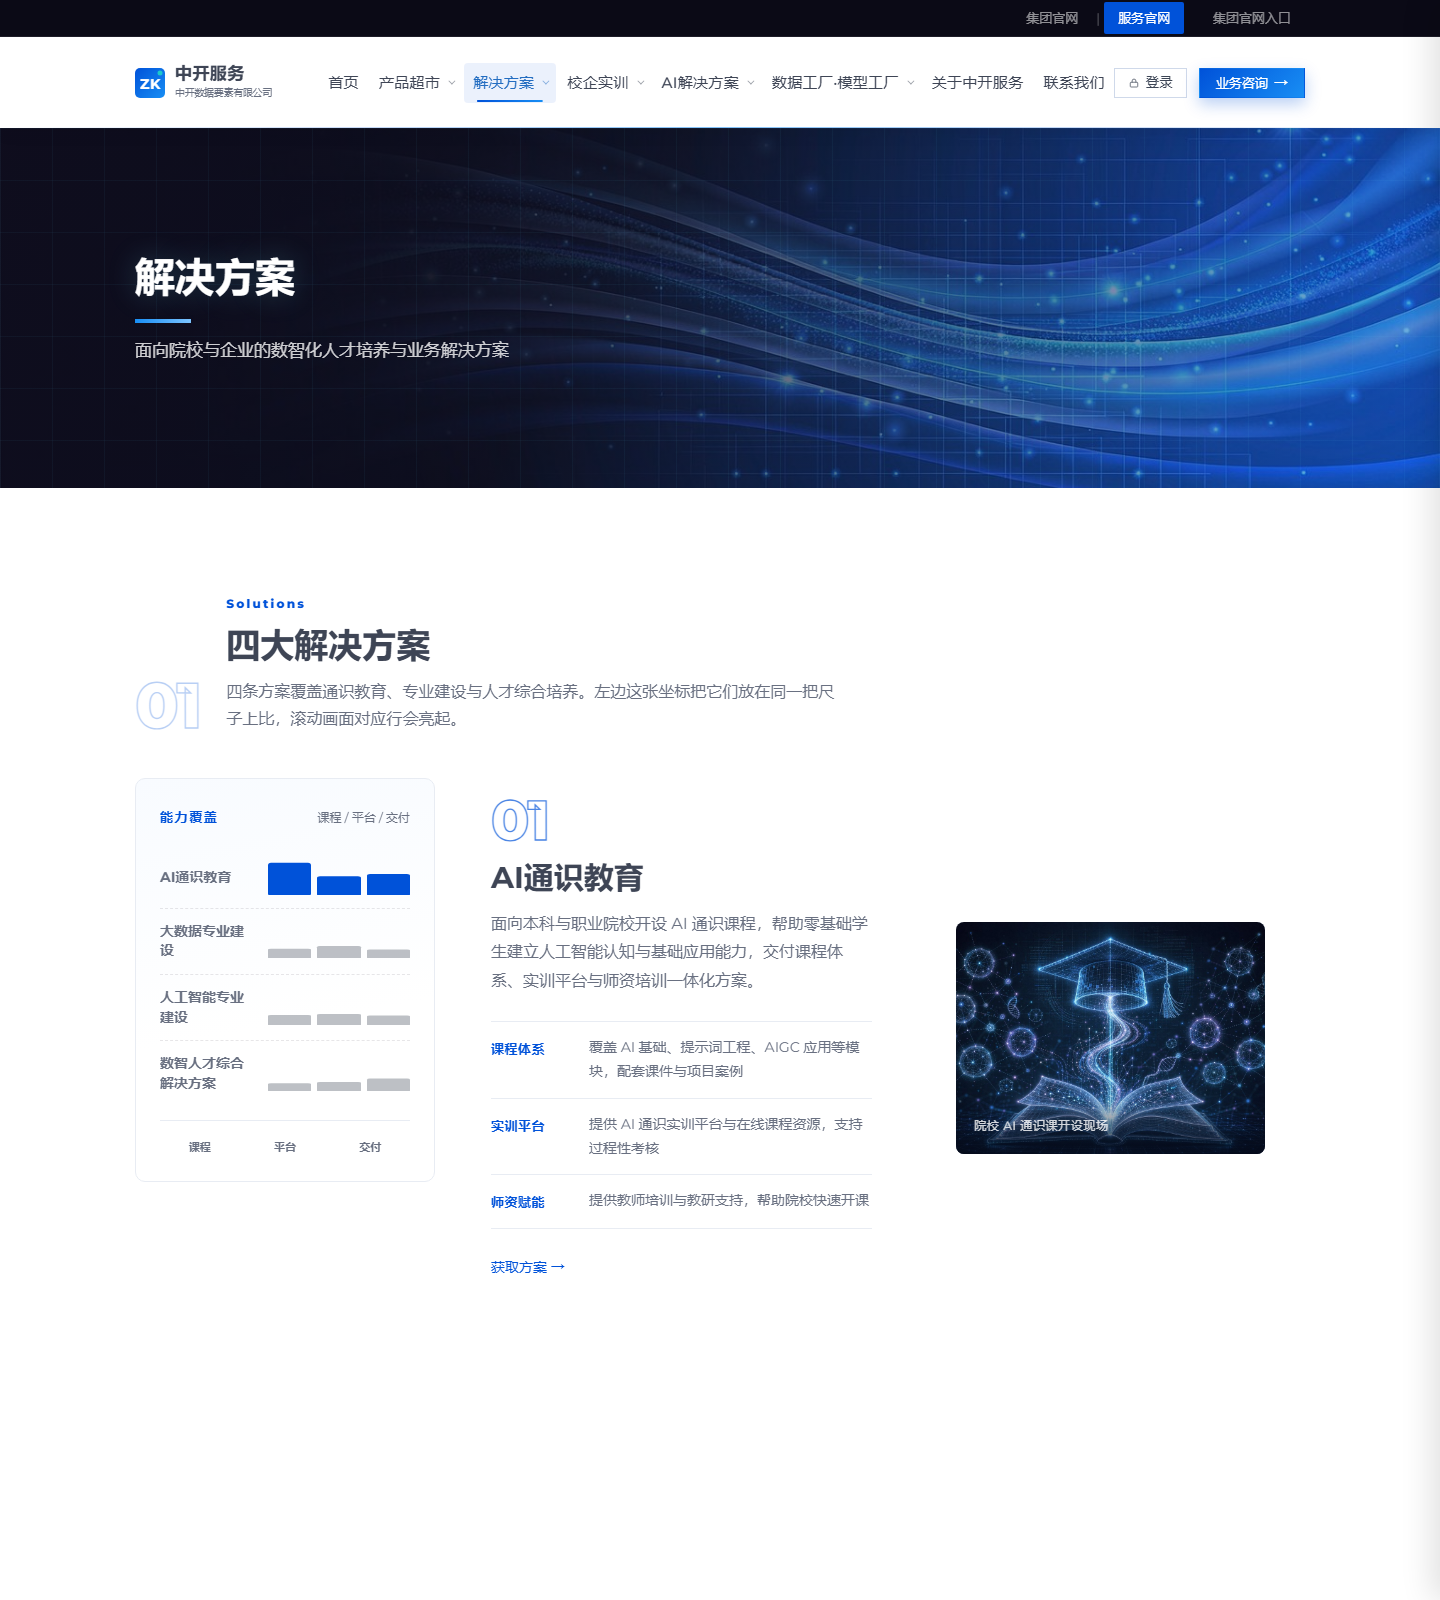 集团官网 | 服务官网 集团官网入口
ZK 中开服务
中开数据要素有限公司
首页 产品超市 解决方案 校企实训 AI解决方案 数据工厂·模型工厂 关于中开服务 联系我们 登录 业务咨询 →
解决方案
面向院校与企业的数智化人才培养与业务解决方案
Solutions
四大解决方案
01
四条方案覆盖通识教育、专业建设与人才综合培养。左边这张坐标把它们放在同一把尺
子上比，滚动画面对应行会亮起。
能力覆盖 课程 / 平台 / 交付
AI通识教育
大数据专业建
设
人工智能专业
建设
数智人才综合
解决方案
课程 平台 交付
01
AI通识教育
面向本科与职业院校开设 AI 通识课程，帮助零基础学
生建立人工智能认知与基础应用能力，交付课程体
系、实训平台与师资培训一体化方案。
课程体系 覆盖 AI 基础、提示词工程、AIGC 应用等模
块，配套课件与项目案例
实训平台 提供 AI 通识实训平台与在线课程资源，支持
过程性考核
师资赋能 提供教师培训与教研支持，帮助院校快速开课
获取方案 →
院校 AI 通识课开设现场